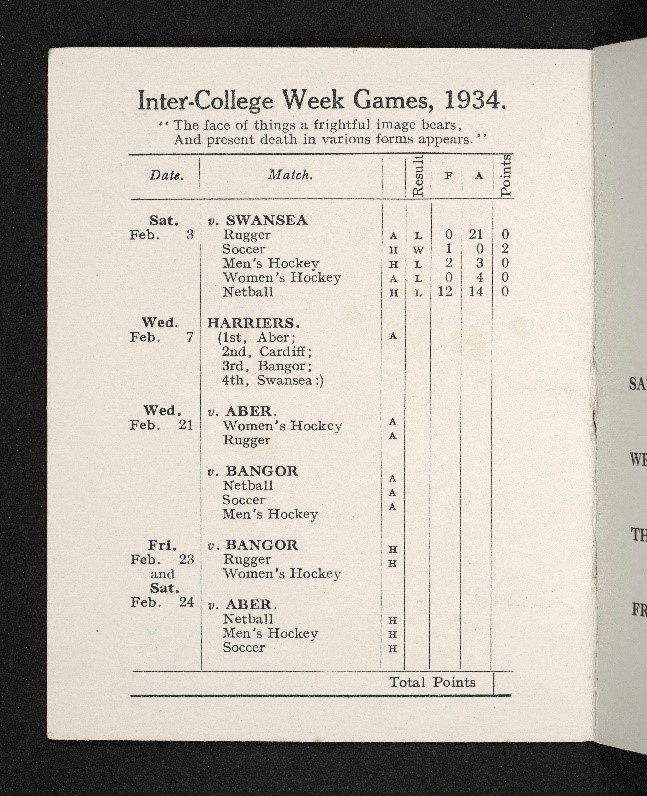 Inter-College Week Games, 1934.
“ The face of things a frightful image bears,
And present death in various forms appears. ”
Date. Match. Result F A Points
Sat. v. SWANSEA
Feb. 3 Rugger A L 0 21 0
Soccer H W 1 0 2
Men's Hockey H L 2 3 0
Women's Hockey A L 0 4 0
Netball H L 12 14 0
Wed. HARRIERS.
Feb. 7 (1st, Aber; A
2nd, Cardiff;
3rd, Bangor;
4th, Swansea:)
Wed. v. ABER.
Feb. 21 Women's Hockey A
Rugger A
v. BANGOR
Netball A
Soccer A
Men's Hockey A
Fri. v. BANGOR
Feb. 23 Rugger H
and Women's Hockey H
Sat.
Feb. 24 v. ABER.
Netball H
Men's Hockey H
Soccer H
Total Points
SA
WE
TH
FR